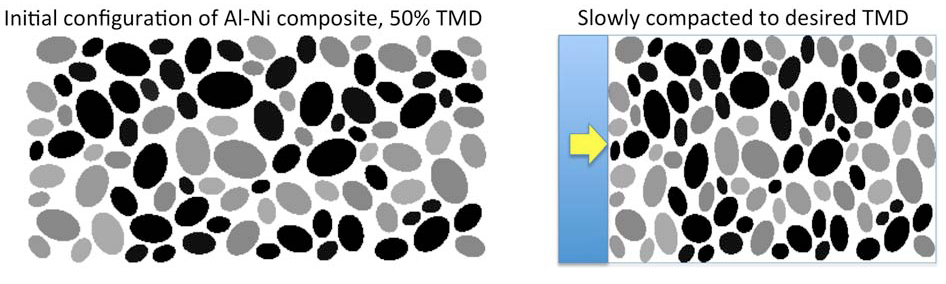 Initial configuration of Al-Ni composite, 50% TMD
Slowly compacted to desired TMD